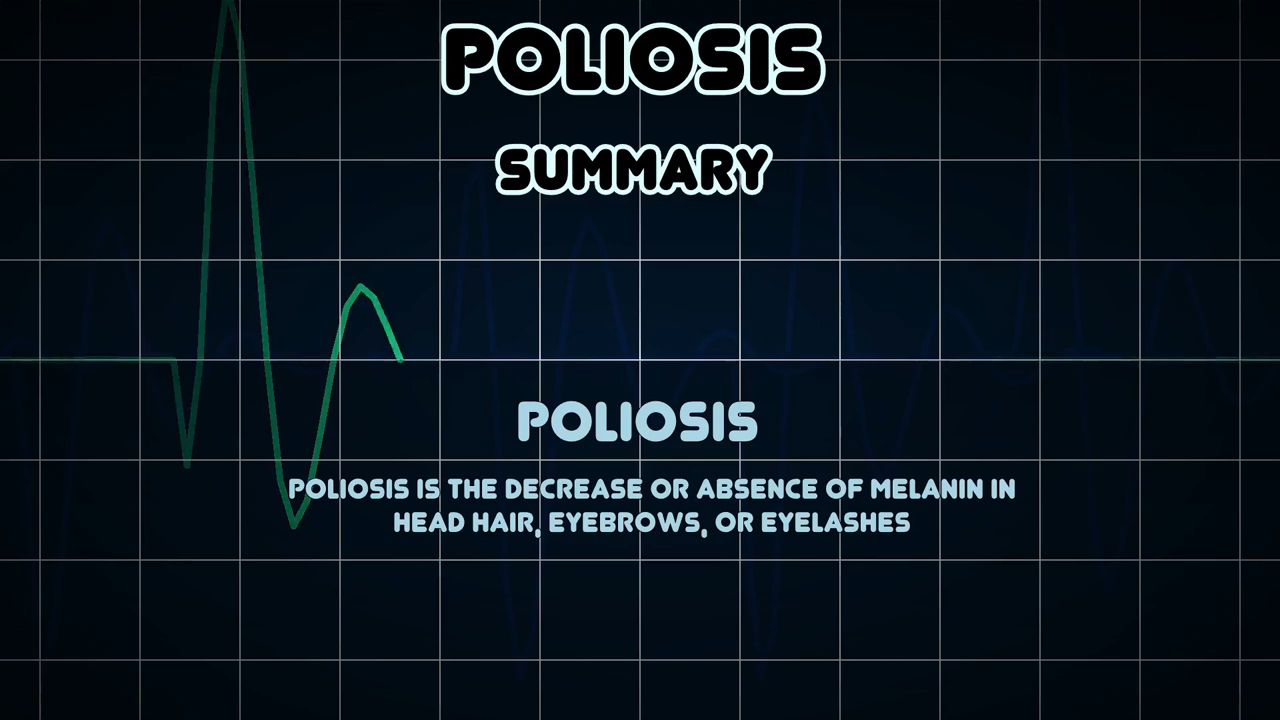 POLIOSIS
SUMMARY
POLIOSIS
POLIOSIS IS THE DECREASE OR ABSENCE OF MELANIN IN
HEAD HAIR, EYEBROWS, OR EYELASHES